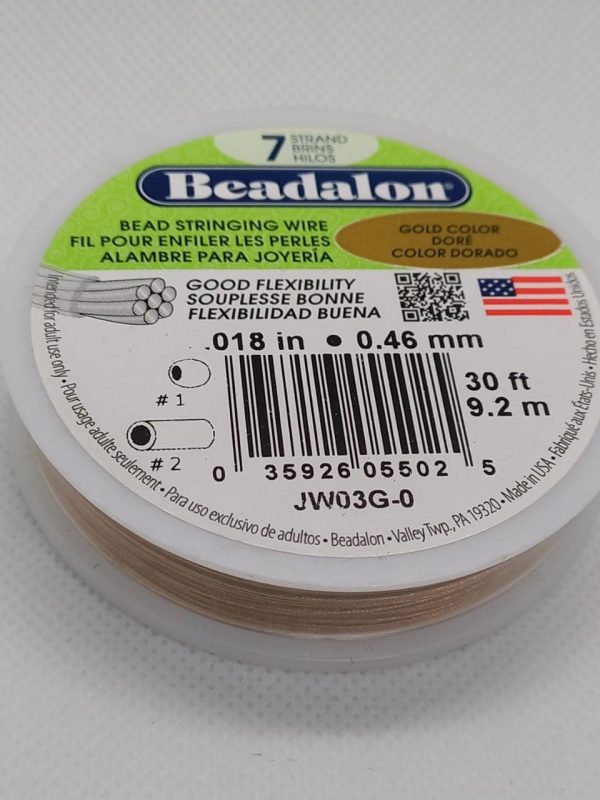 7 STRAND
BRINS
HILOS
Beadalon
BEAD STRINGING WIRE
FIL POUR ENFILER LES PERLES
ALAMBRE PARA JOYERÍA
GOLD COLOR
DORÉ
COLOR DORADO
GOOD FLEXIBILITY
SOUPLESSE BONNE
FLEXIBILIDAD BUENA
.018 in • 0.46 mm
30 ft
9.2 m
# 1
# 2
0 35926 05502 5
JW03G-0
Intended for adult use only • Pour usage adulte seulement • Para uso exclusivo de adultos • Beadalon • Valley Twp., PA 19320 • Made in USA • Fabriqué aux États-Unis • Hecho en Estados Unidos